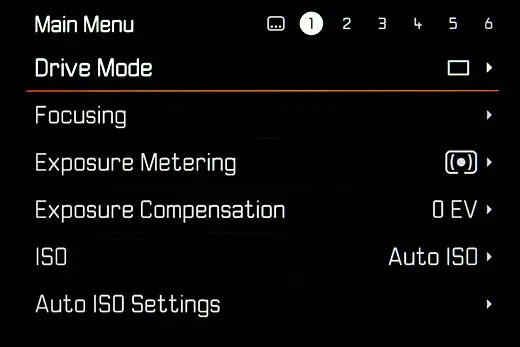 Main Menu 1 2 3 4 5 6
Drive Mode
Focusing
Exposure Metering
Exposure Compensation 0 EV
ISO Auto ISO
Auto ISO Settings